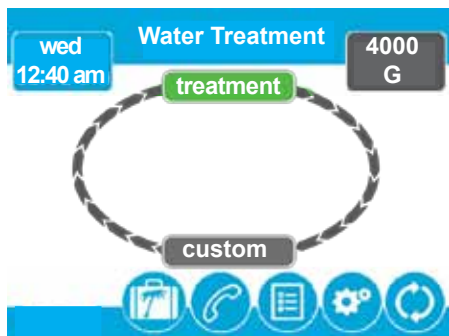 wed
12:40 am
Water Treatment
4000
G
treatment
custom